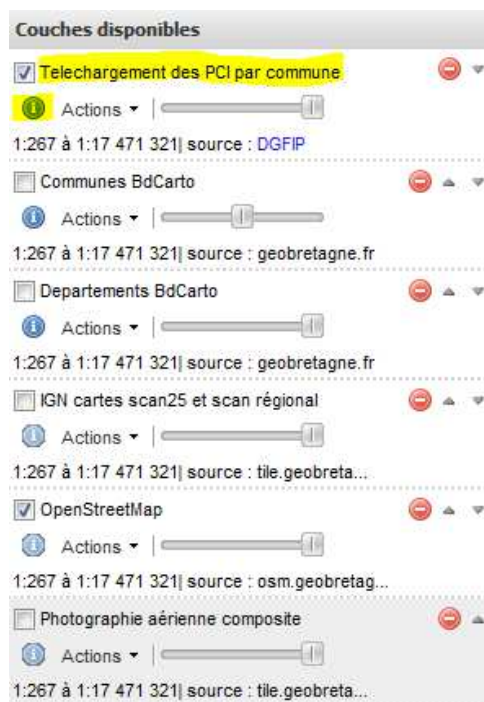 Couches disponibles
Telechargement des PCI par commune
Actions
1:267 à 1:17 471 321| source : DGFIP
Communes BdCarto
Actions
1:267 à 1:17 471 321| source : geobretagne.fr
Departements BdCarto
Actions
1:267 à 1:17 471 321| source : geobretagne.fr
IGN cartes scan25 et scan régional
Actions
1:267 à 1:17 471 321| source : tile.geobreta...
OpenStreetMap
Actions
1:267 à 1:17 471 321| source : osm.geobretag...
Photographie aérienne composite
Actions
1:267 à 1:17 471 321| source : tile.geobreta...